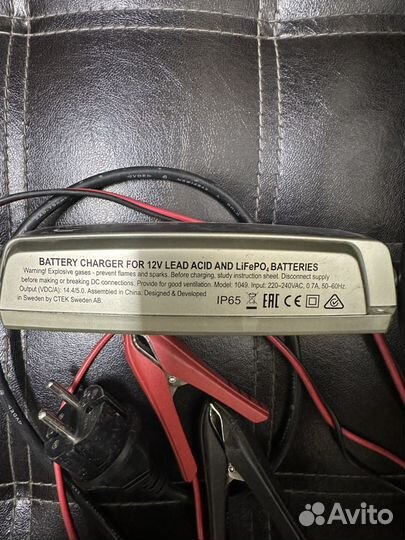 BATTERY CHARGER FOR 12V LEAD ACID AND LiFePO₄ BATTERIES
Warning! Explosive gases - prevent flames and sparks. Before charging, study instruction sheet. Disconnect supply
before making or breaking DC connections. Provide for good ventilation. Model: 1049. Input: 220–240VAC, 0.7A, 50–60Hz.
Output (VDC/A): 14.4/5.0. Assembled in China. Designed & Developed
in Sweden by CTEK Sweden AB.
IP65 EAC CE
Avito